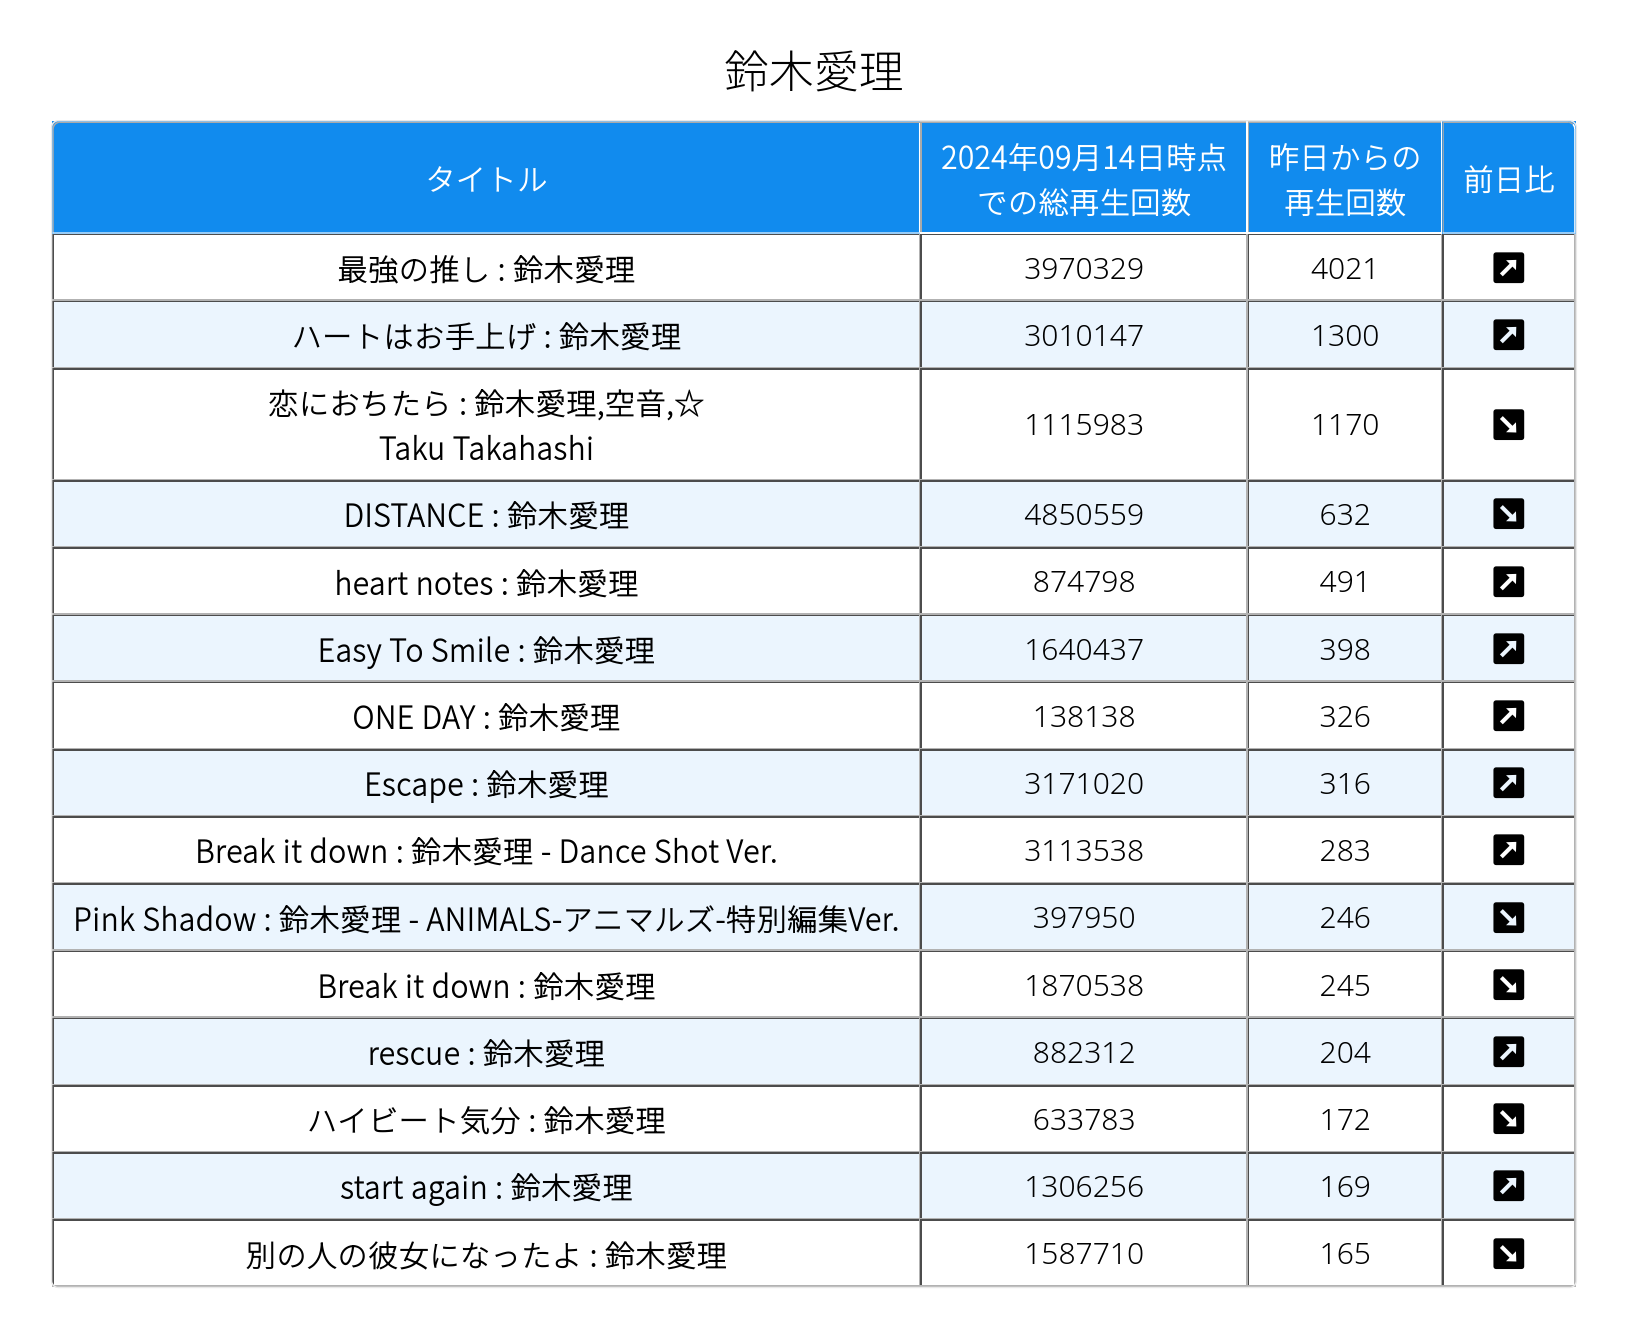 鈴木愛理
タイトル
2024年09月14日時点
での総再生回数
昨日からの
再生回数
前日比
最強の推し : 鈴木愛理 3970329 4021 ↗
ハートはお手上げ : 鈴木愛理 3010147 1300 ↗
恋におちたら : 鈴木愛理,空音,☆
Taku Takahashi 1115983 1170 ↘
DISTANCE : 鈴木愛理 4850559 632 ↘
heart notes : 鈴木愛理 874798 491 ↗
Easy To Smile : 鈴木愛理 1640437 398 ↗
ONE DAY : 鈴木愛理 138138 326 ↗
Escape : 鈴木愛理 3171020 316 ↗
Break it down : 鈴木愛理 - Dance Shot Ver. 3113538 283 ↗
Pink Shadow : 鈴木愛理 - ANIMALS-アニマルズ-特別編集Ver. 397950 246 ↘
Break it down : 鈴木愛理 1870538 245 ↘
rescue : 鈴木愛理 882312 204 ↗
ハイビート気分 : 鈴木愛理 633783 172 ↘
start again : 鈴木愛理 1306256 169 ↗
別の人の彼女になったよ : 鈴木愛理 1587710 165 ↘